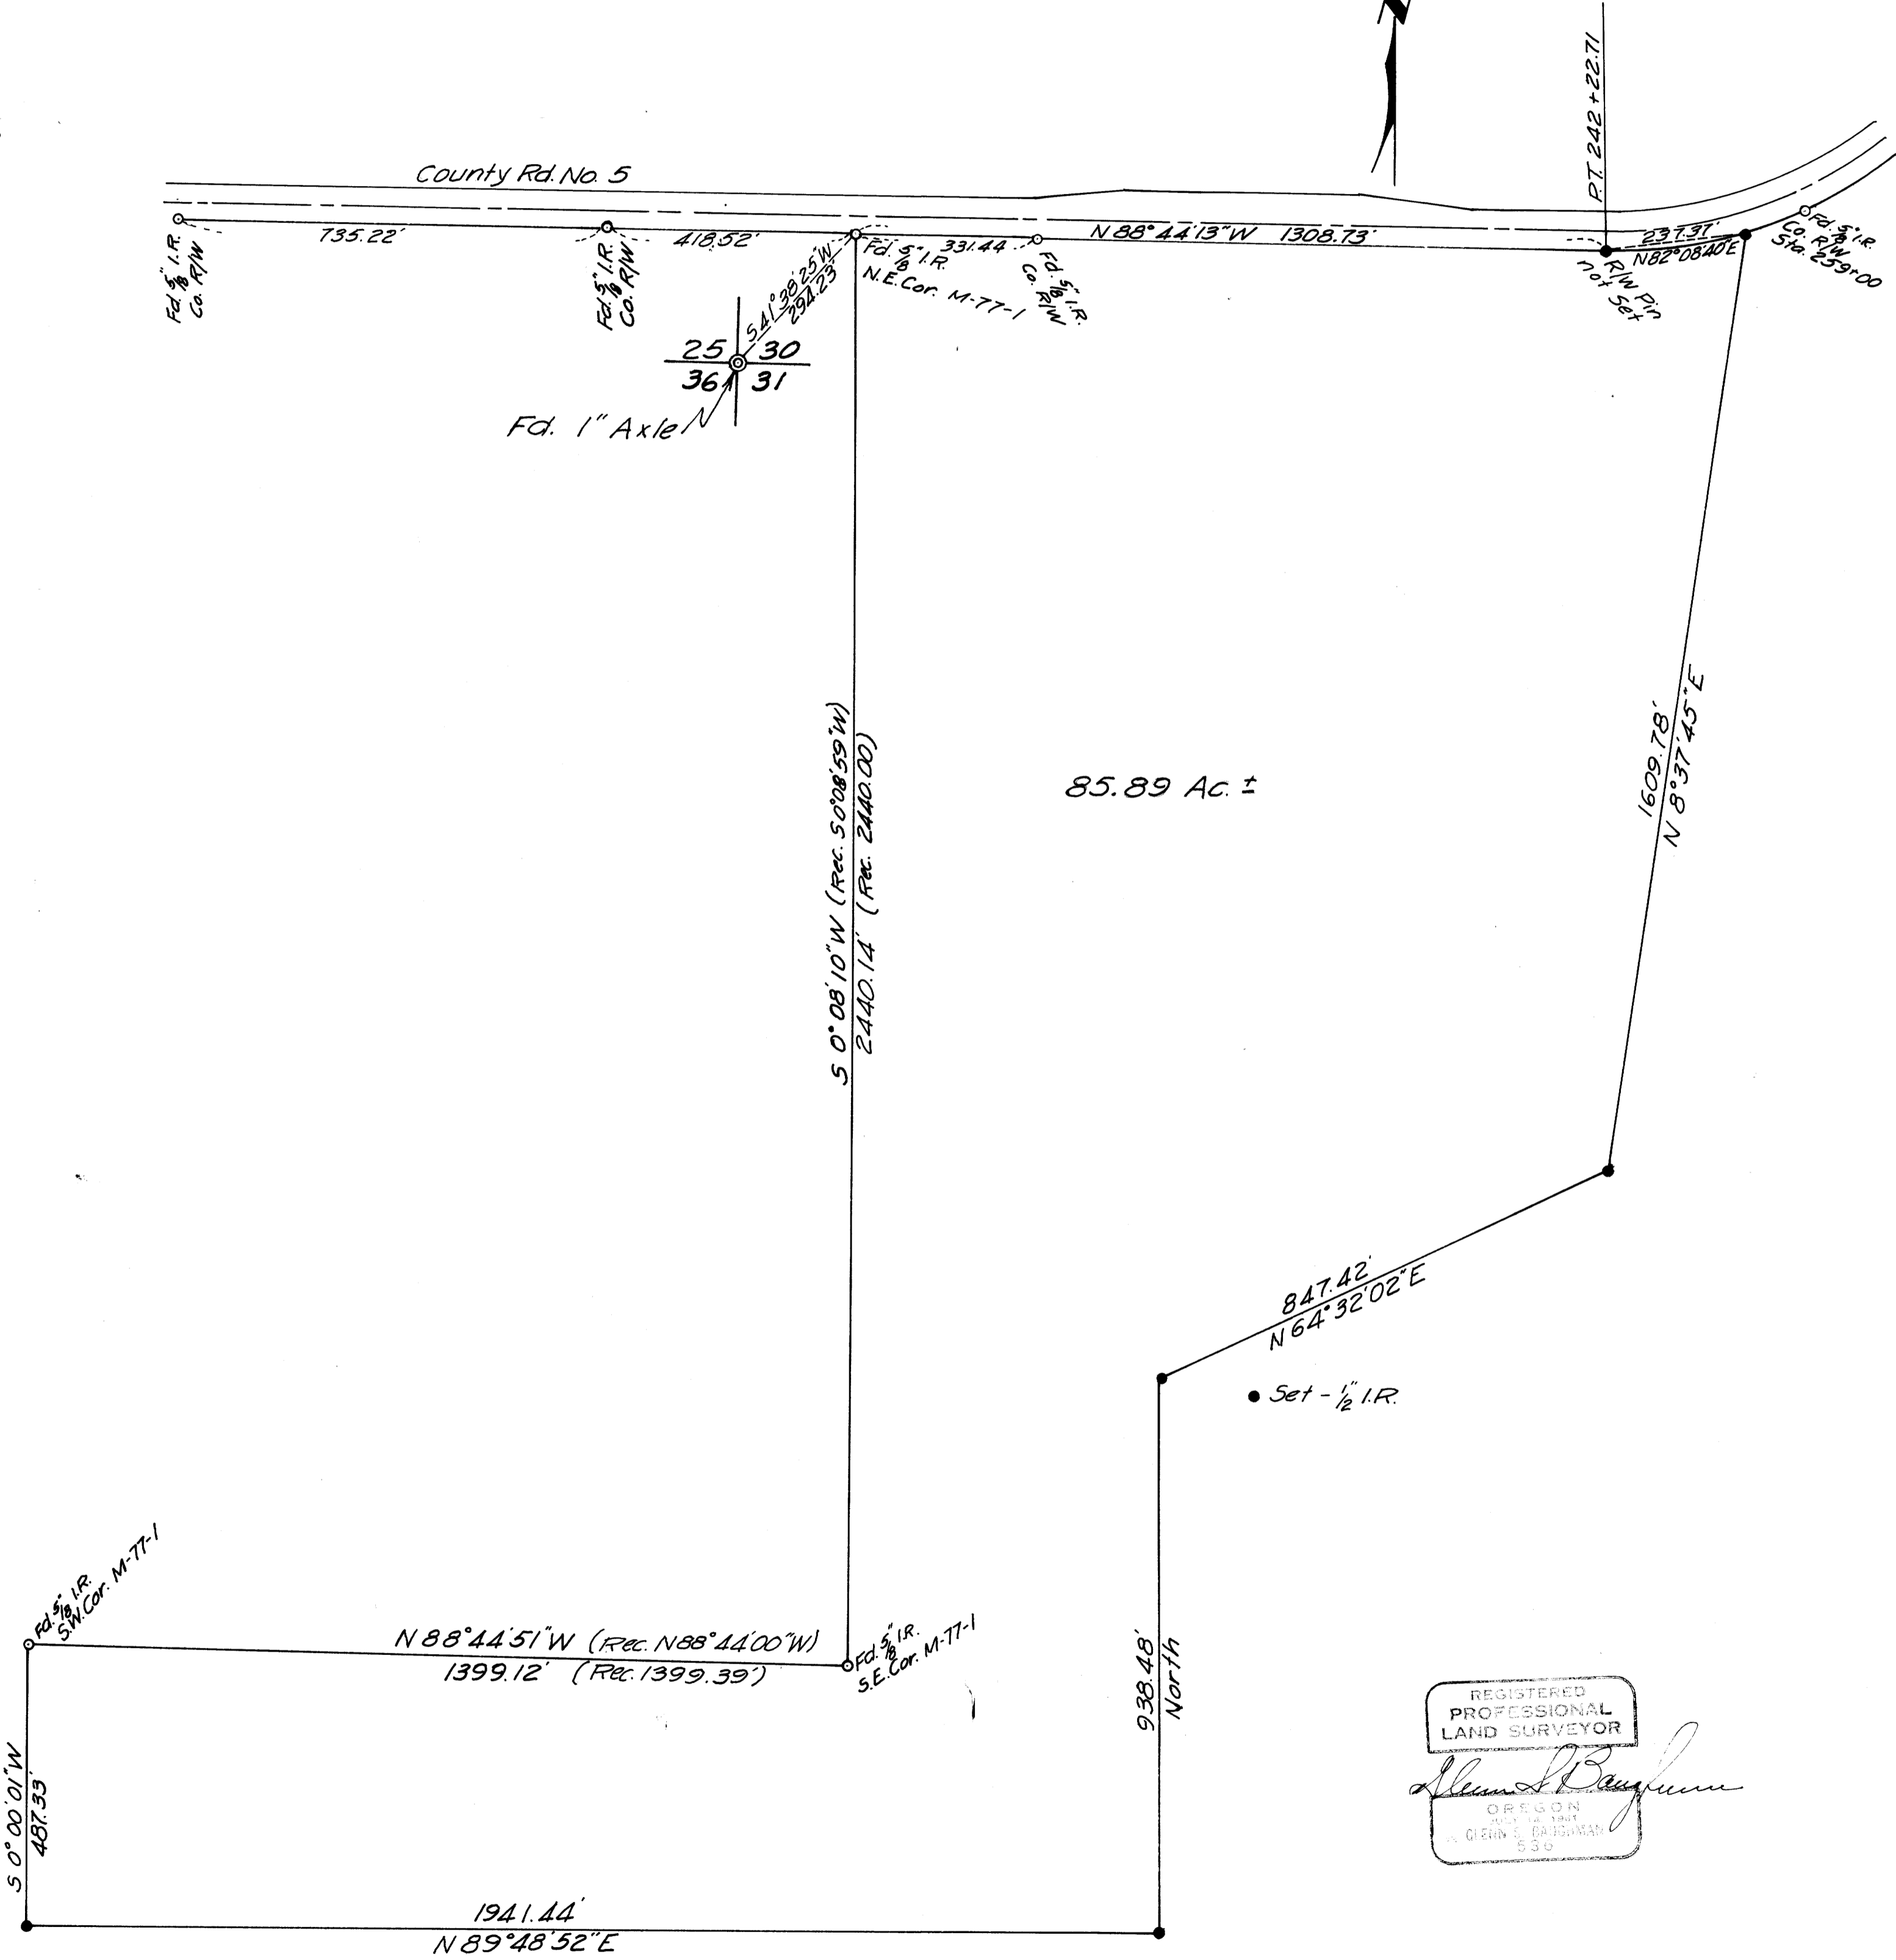 N
P.T. 242+22.71
County Rd. No. 5
735.22'
418.52'
331.44
N 88°44'13"W 1308.73'
237.37'
N82°08'40"E
Fd. 5/8" I.R.
Co. R/W
Fd. 5/8" I.R.
Co. R/W
S 41°38'25"W
294.23'
Fd. 5/8" I.R.
N.E. Cor. M-77-1
Fd. 5/8" I.R.
Co. R/W
R/W Pin
not Set
Fd. 5/8" I.R.
Co. R/W
Sta. 259+00
25 30
36 31
Fd. 1" Axle
S 0°08'10"W (Rec. S0°08'59"W)
2440.14' (Rec. 2440.00)
85.89 Ac. ±
1609.78'
N 8°37'45"E
847.42'
N 64°32'02"E
Set - 1/2" I.R.
Fd. 5/8" I.R.
S.W. Cor. M-77-1
N 88°44'51"W (Rec. N88°44'00"W)
1399.12' (Rec. 1399.39')
Fd. 5/8" I.R.
S.E. Cor. M-77-1
938.48'
North
S 0°00'01"W
487.33'
1941.44'
N 89°48'52"E
REGISTERED
PROFESSIONAL
LAND SURVEYOR
OREGON
GLENN BAUGHMAN
536